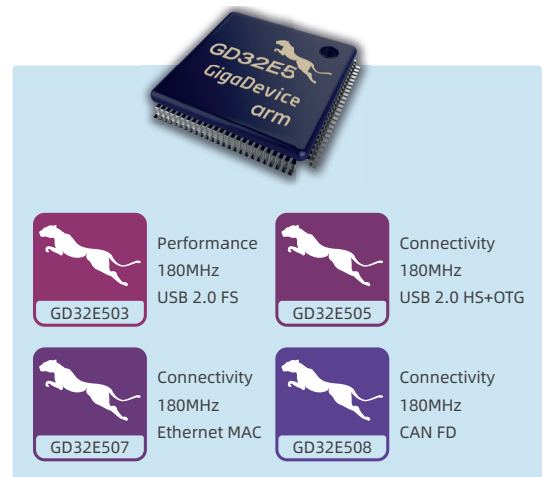 GD32E5
GigaDevice
arm
Performance
180MHz
USB 2.0 FS
GD32E503
Connectivity
180MHz
USB 2.0 HS+OTG
GD32E505
Connectivity
180MHz
Ethernet MAC
GD32E507
Connectivity
180MHz
CAN FD
GD32E508